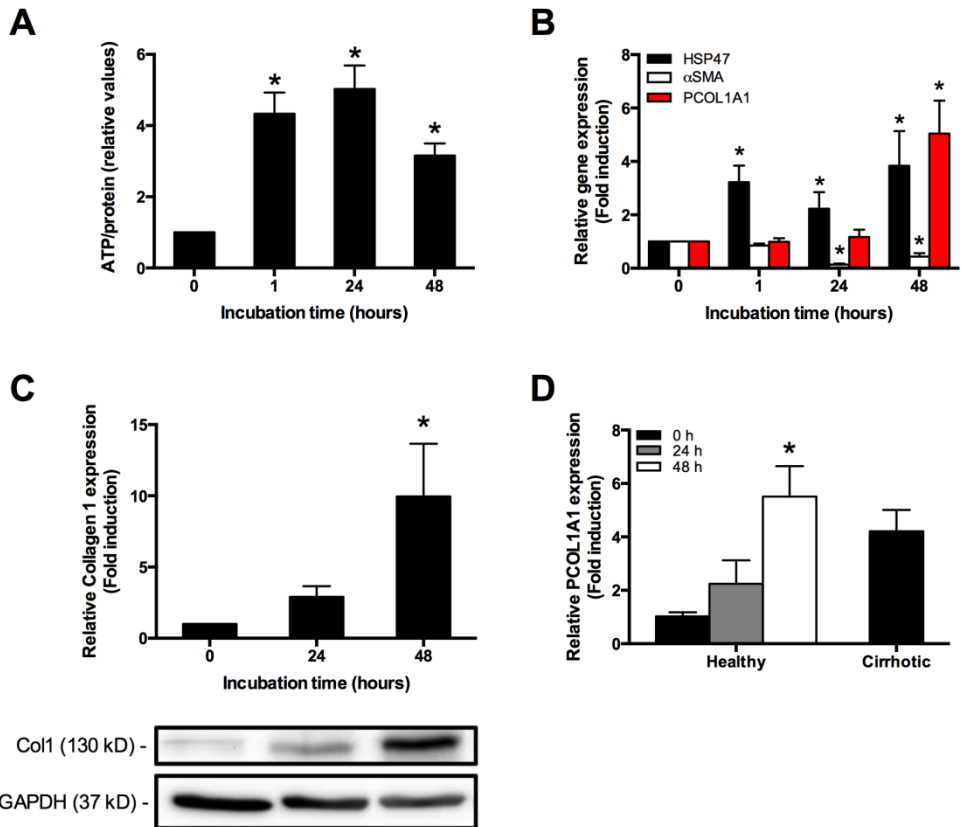 A
ATP/protein (relative values)
6
4
2
0
*
*
*
0 1 24 48
Incubation time (hours)
B
HSP47
αSMA
PCOL1A1
Relative gene expression
(Fold induction)
8
6
4
2
0
*
*
*
*
*
*
0 1 24 48
Incubation time (hours)
C
Relative Collagen 1 expression
(Fold induction)
15
10
5
0
*
0 24 48
Incubation time (hours)
Col1 (130 kD) -
GAPDH (37 kD) -
D
0 h
24 h
48 h
Relative PCOL1A1 expression
(Fold induction)
8
6
4
2
0
*
Healthy Cirrhotic